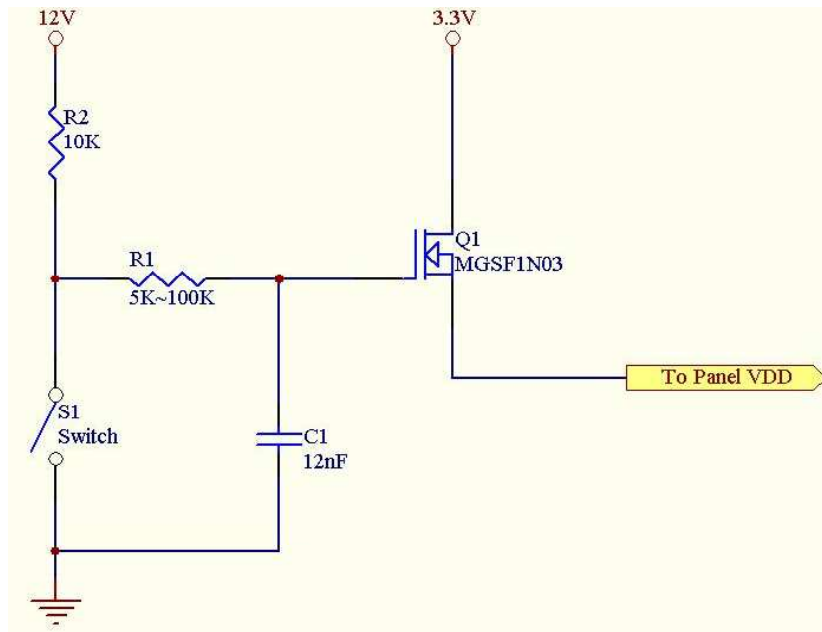 12V
3.3V
R2
10K
R1
5K~100K
Q1
MGSF1N03
To Panel VDD
S1
Switch
C1
12nF